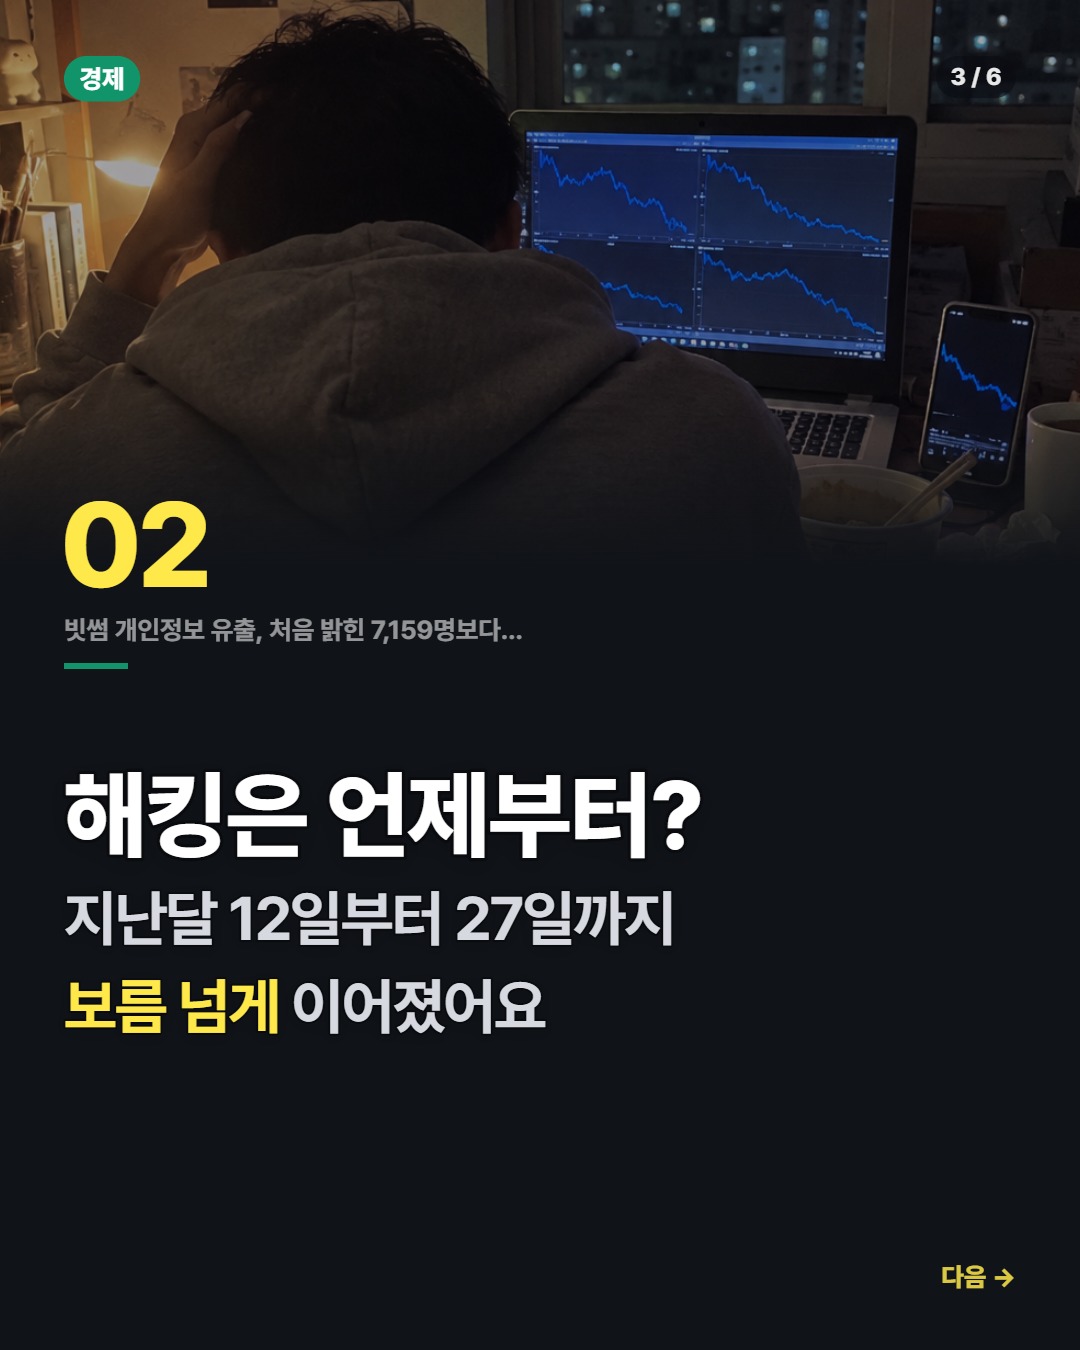 경제
3 / 6
02
빗썸 개인정보 유출, 처음 밝힌 7,159명보다...
해킹은 언제부터?
지난달 12일부터 27일까지
보름 넘게 이어졌어요
다음 →